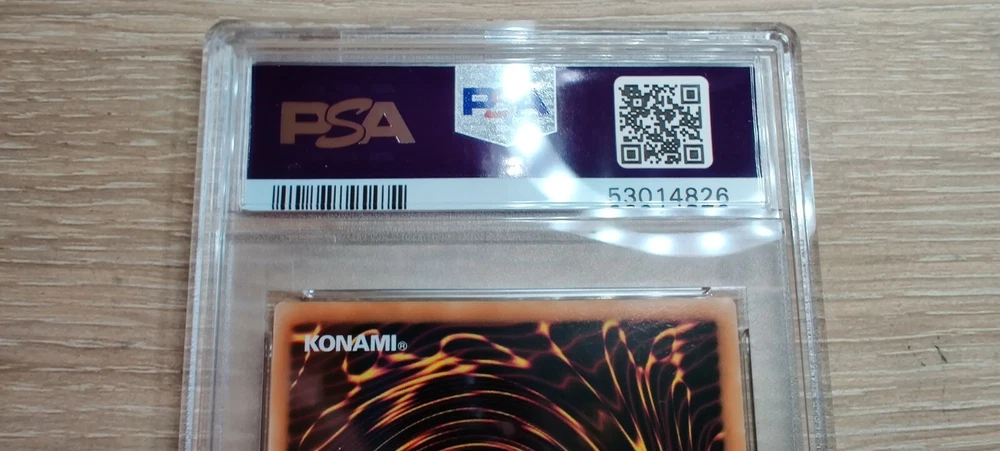 PSA
PSA
53014826
KONAMI®